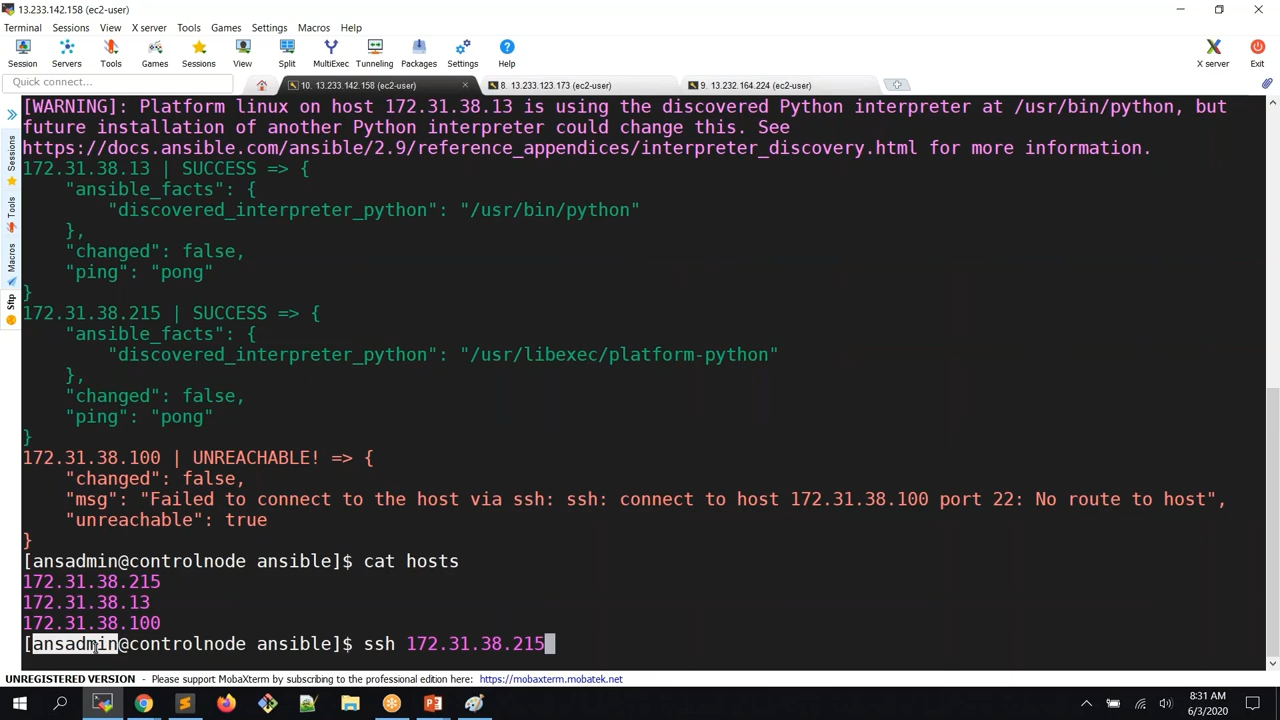 13.233.142.158 (ec2-user)
Terminal Sessions View X server Tools Games Settings Macros Help
Session Servers Tools Games Sessions View Split MultiExec Tunneling Packages Settings Help X server Exit
Quick connect...
10. 13.233.142.158 (ec2-user)
8. 13.233.123.173 (ec2-user)
9. 13.232.164.224 (ec2-user)
Sessions
Tools
Macros
Sftp
[WARNING]: Platform linux on host 172.31.38.13 is using the discovered Python interpreter at /usr/bin/python, but
future installation of another Python interpreter could change this. See
https://docs.ansible.com/ansible/2.9/reference_appendices/interpreter_discovery.html for more information.
172.31.38.13 | SUCCESS => {
"ansible_facts": {
"discovered_interpreter_python": "/usr/bin/python"
},
"changed": false,
"ping": "pong"
}
172.31.38.215 | SUCCESS => {
"ansible_facts": {
"discovered_interpreter_python": "/usr/libexec/platform-python"
},
"changed": false,
"ping": "pong"
}
172.31.38.100 | UNREACHABLE! => {
"changed": false,
"msg": "Failed to connect to the host via ssh: ssh: connect to host 172.31.38.100 port 22: No route to host",
"unreachable": true
}
[ansadmin@controlnode ansible]$ cat hosts
172.31.38.215
172.31.38.13
172.31.38.100
[ansadmin@controlnode ansible]$ ssh 172.31.38.215
UNREGISTERED VERSION - Please support MobaXterm by subscribing to the professional edition here: https://mobaxterm.mobatek.net
8:31 AM
6/3/2020